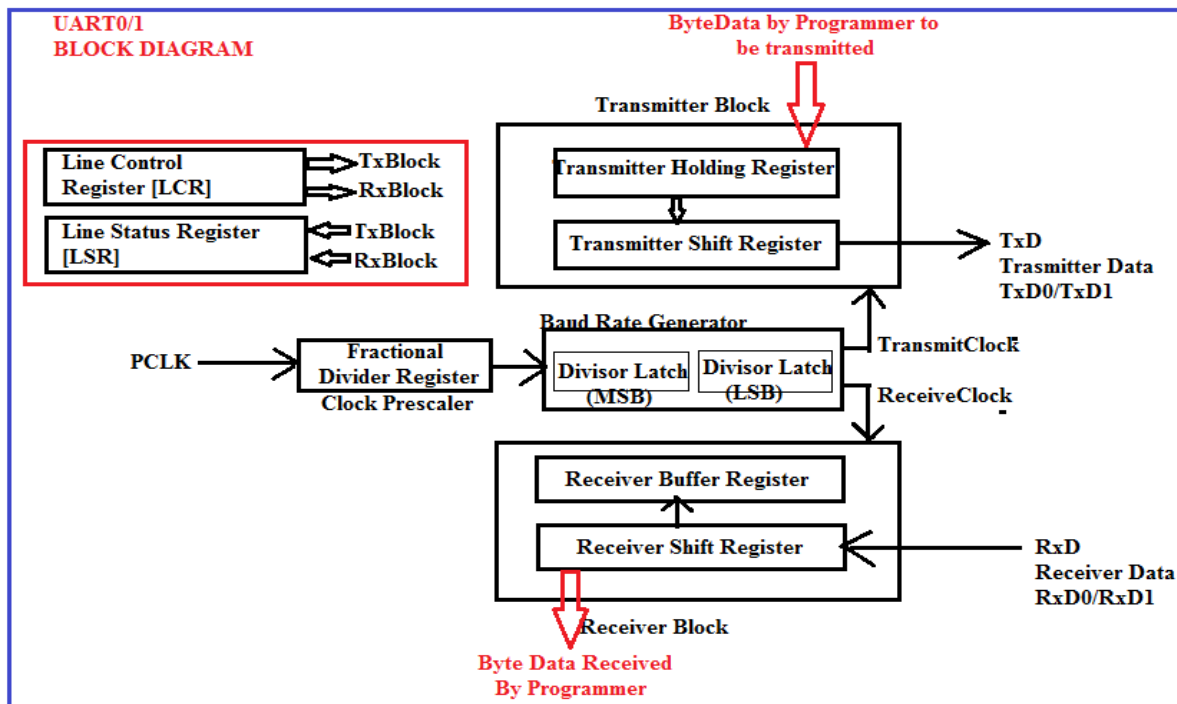 UART0/1
BLOCK DIAGRAM
ByteData by Programmer to
be transmitted
Transmitter Block
Line Control
Register [LCR]
TxBlock
RxBlock
Line Status Register
[LSR]
TxBlock
RxBlock
Transmitter Holding Register
Transmitter Shift Register
TxD
Trasmitter Data
TxD0/TxD1
Baud Rate Generator
PCLK
Fractional
Divider Register
Clock Prescaler
Divisor Latch
(MSB)
Divisor Latch
(LSB)
TransmitClock
ReceiveClock
Receiver Buffer Register
Receiver Shift Register
RxD
Receiver Data
RxD0/RxD1
Receiver Block
Byte Data Received
By Programmer